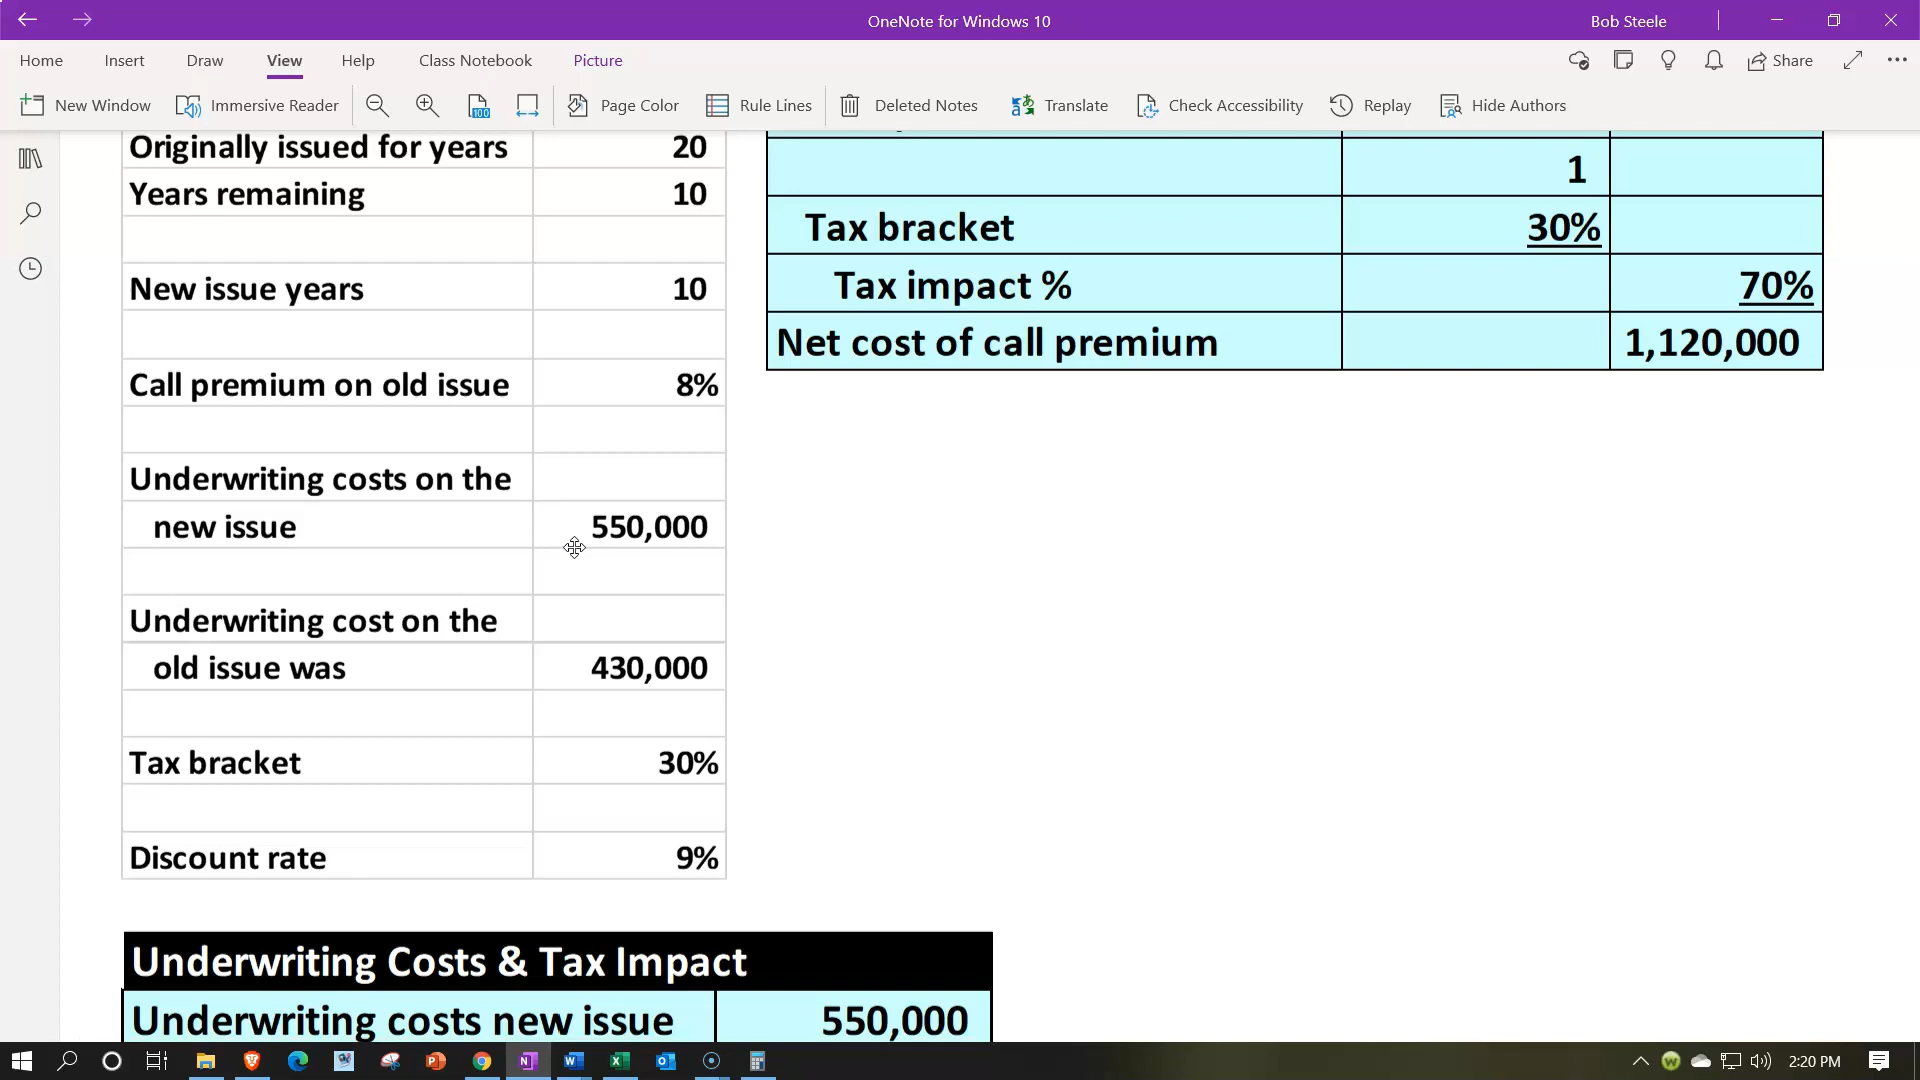 OneNote for Windows 10
Bob Steele
Home Insert Draw View Help Class Notebook Picture
Share
New Window Immersive Reader Page Color Rule Lines Deleted Notes Translate Check Accessibility Replay Hide Authors
Originally issued for years 20
Years remaining 10
New issue years 10
Call premium on old issue 8%
Underwriting costs on the
new issue 550,000
Underwriting cost on the
old issue was 430,000
Tax bracket 30%
Discount rate 9%
1
Tax bracket 30%
Tax impact % 70%
Net cost of call premium 1,120,000
Underwriting Costs & Tax Impact
Underwriting costs new issue 550,000
2:20 PM